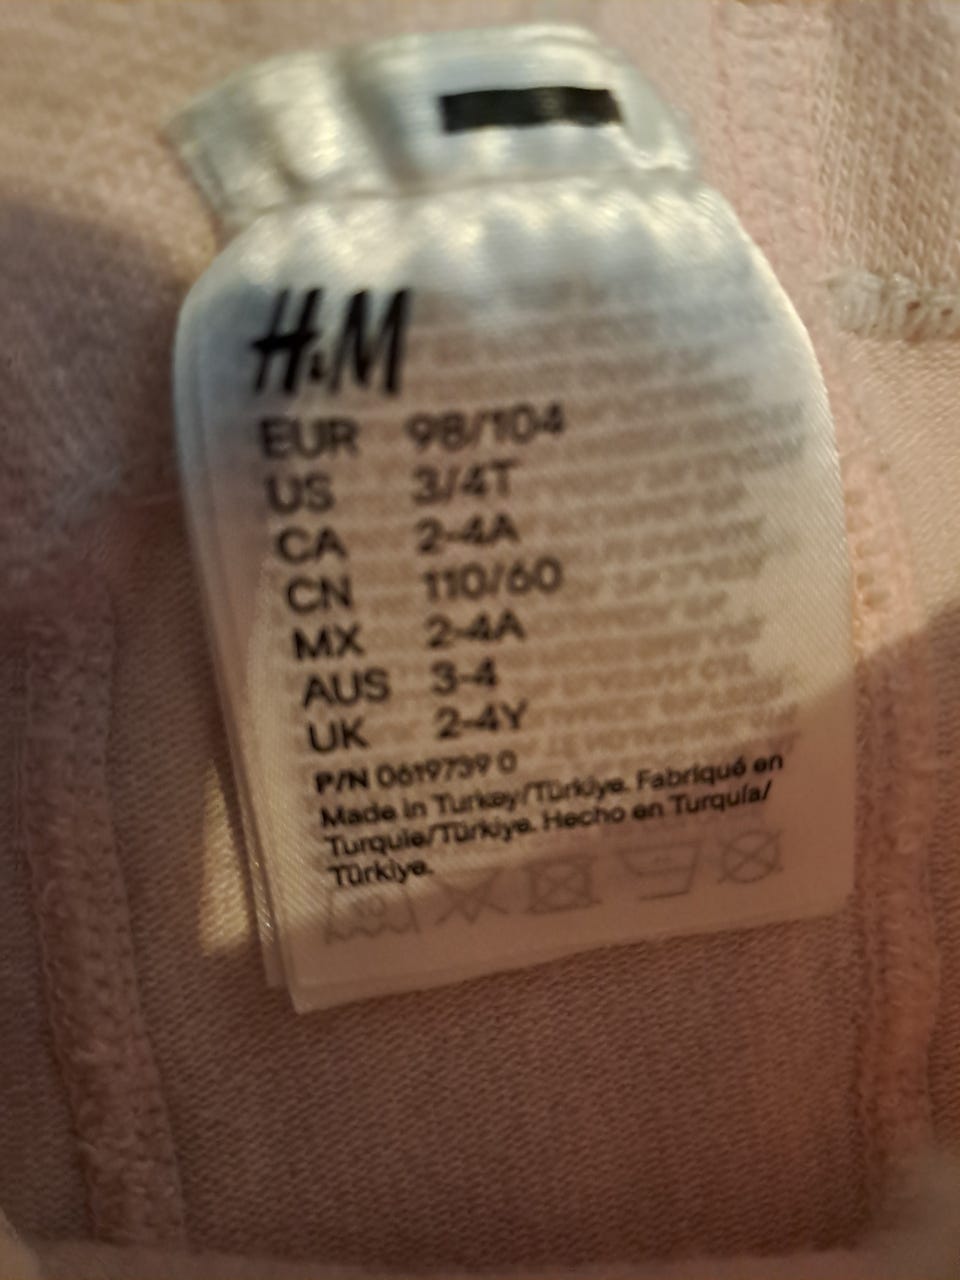 H&M
EUR 98/104
US 3/4T
CA 2-4A
CN 110/60
MX 2-4A
AUS 3-4
UK 2-4Y
P/N 0619739 0
Made in Turkey/Türkiye. Fabriqué en
Turquie/Türkiye. Hecho en Turquía/
Türkiye.